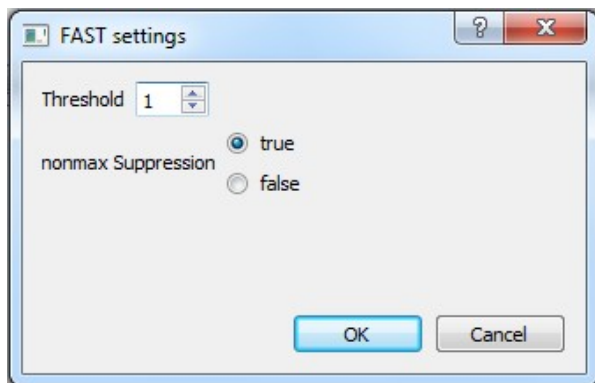 FAST settings
Threshold 1
true
nonmax Suppression
false
OK Cancel